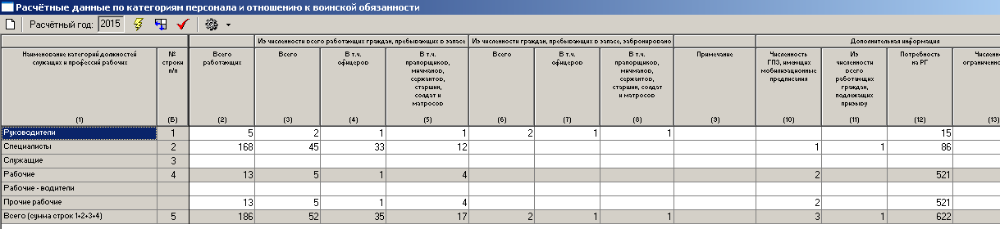 Расчётные данные по категориям персонала и отношению к воинской обязанности
Расчётный год: 2015
Из численности всего работающих граждан, пребывающих в запасе Из численности граждан, пребывающих в запасе, забронировано Дополнительная информация
Наименование категорий должностей служащих и профессий рабочих № строки п/п Всего работающих Всего В т.ч. офицеров В т.ч. прапорщиков, мичманов, сержантов, старшин, солдат и матросов Всего В т.ч. офицеров В т.ч. прапорщиков, мичманов, сержантов, старшин, солдат и матросов Примечание Численность ГПЗ, имеющих мобилизационные предписания Из численности всего работающих граждан, подлежащих призыву Потребность на РГ
(1) (Б) (2) (3) (4) (5) (6) (7) (8) (9) (10) (11) (12) (13)
Руководители 1 5 2 1 1 2 1 1 15
Специалисты 2 168 45 33 12 1 1 86
Служащие 3
Рабочие 4 13 5 1 4 2 521
Рабочие - водители
Прочие рабочие 13 5 1 4 2 521
Всего (сумма строк 1+2+3+4) 5 186 52 35 17 2 1 1 3 1 622